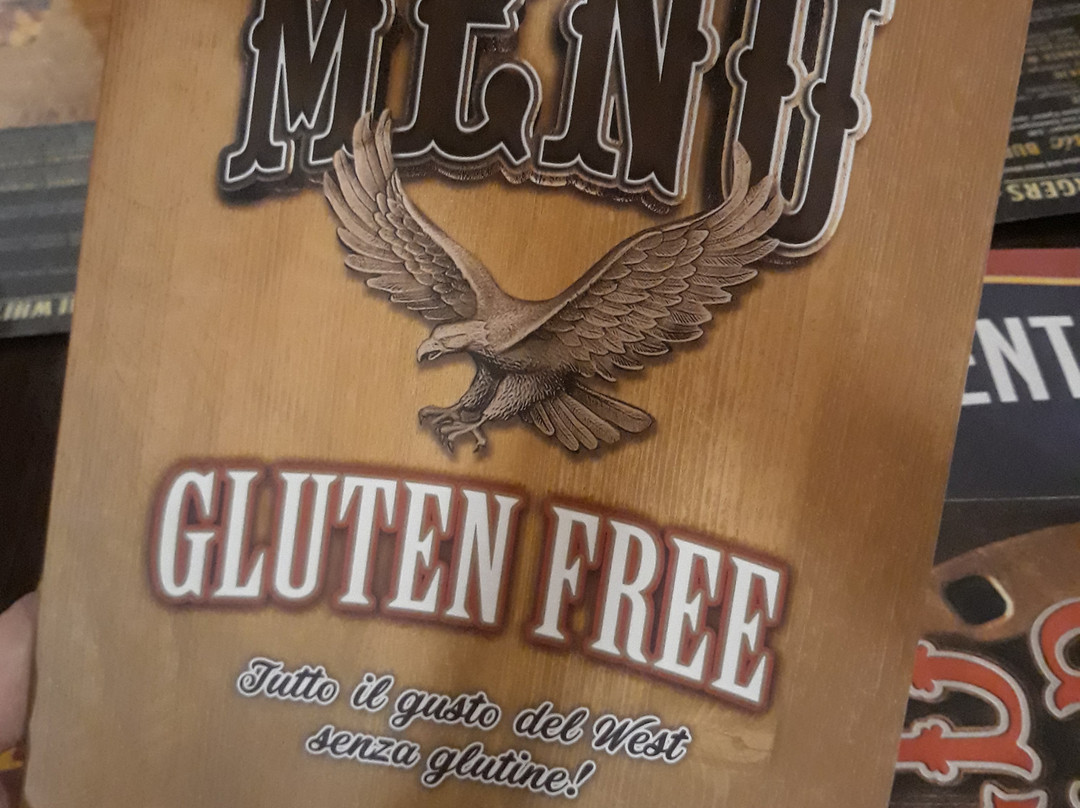 MENU
GLUTEN FREE
Tutto il gusto del West
senza glutine!